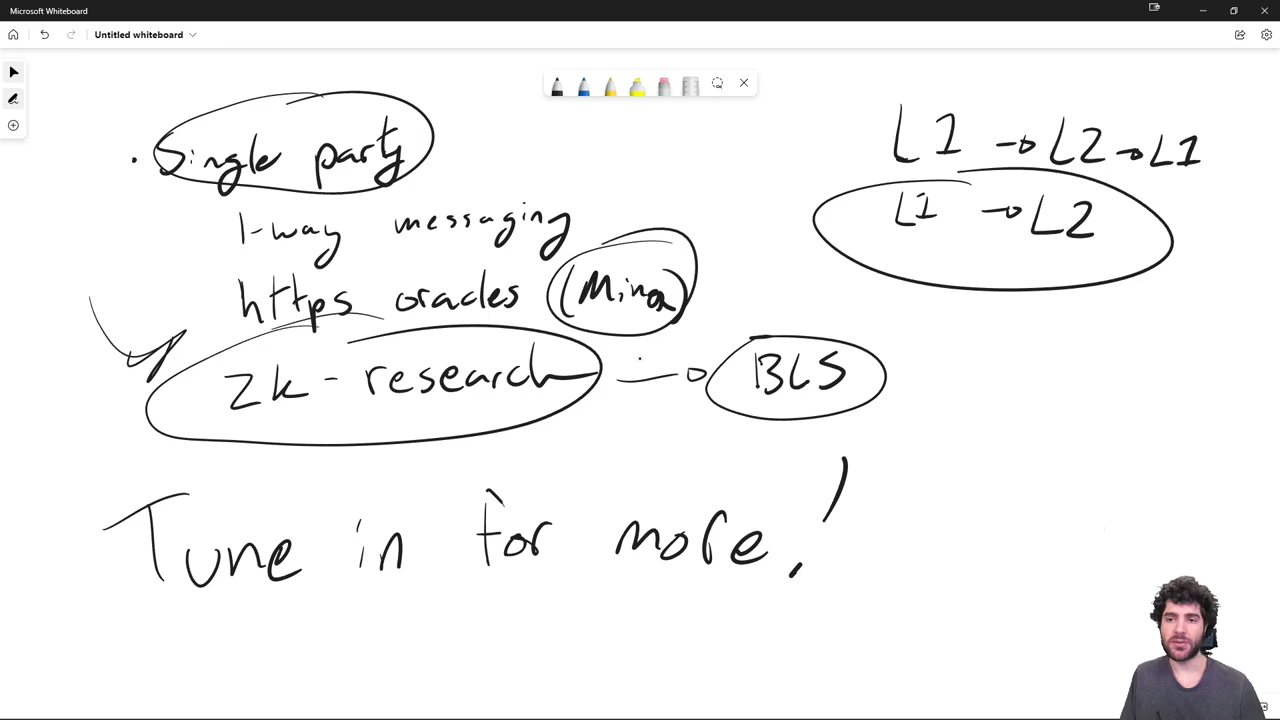 Microsoft Whiteboard
Untitled whiteboard
· Single party
1-way messaging
https oracles (Mina)
zk-research → BLS
Tune in for more!
L1 → L2 → L1
L1 → L2